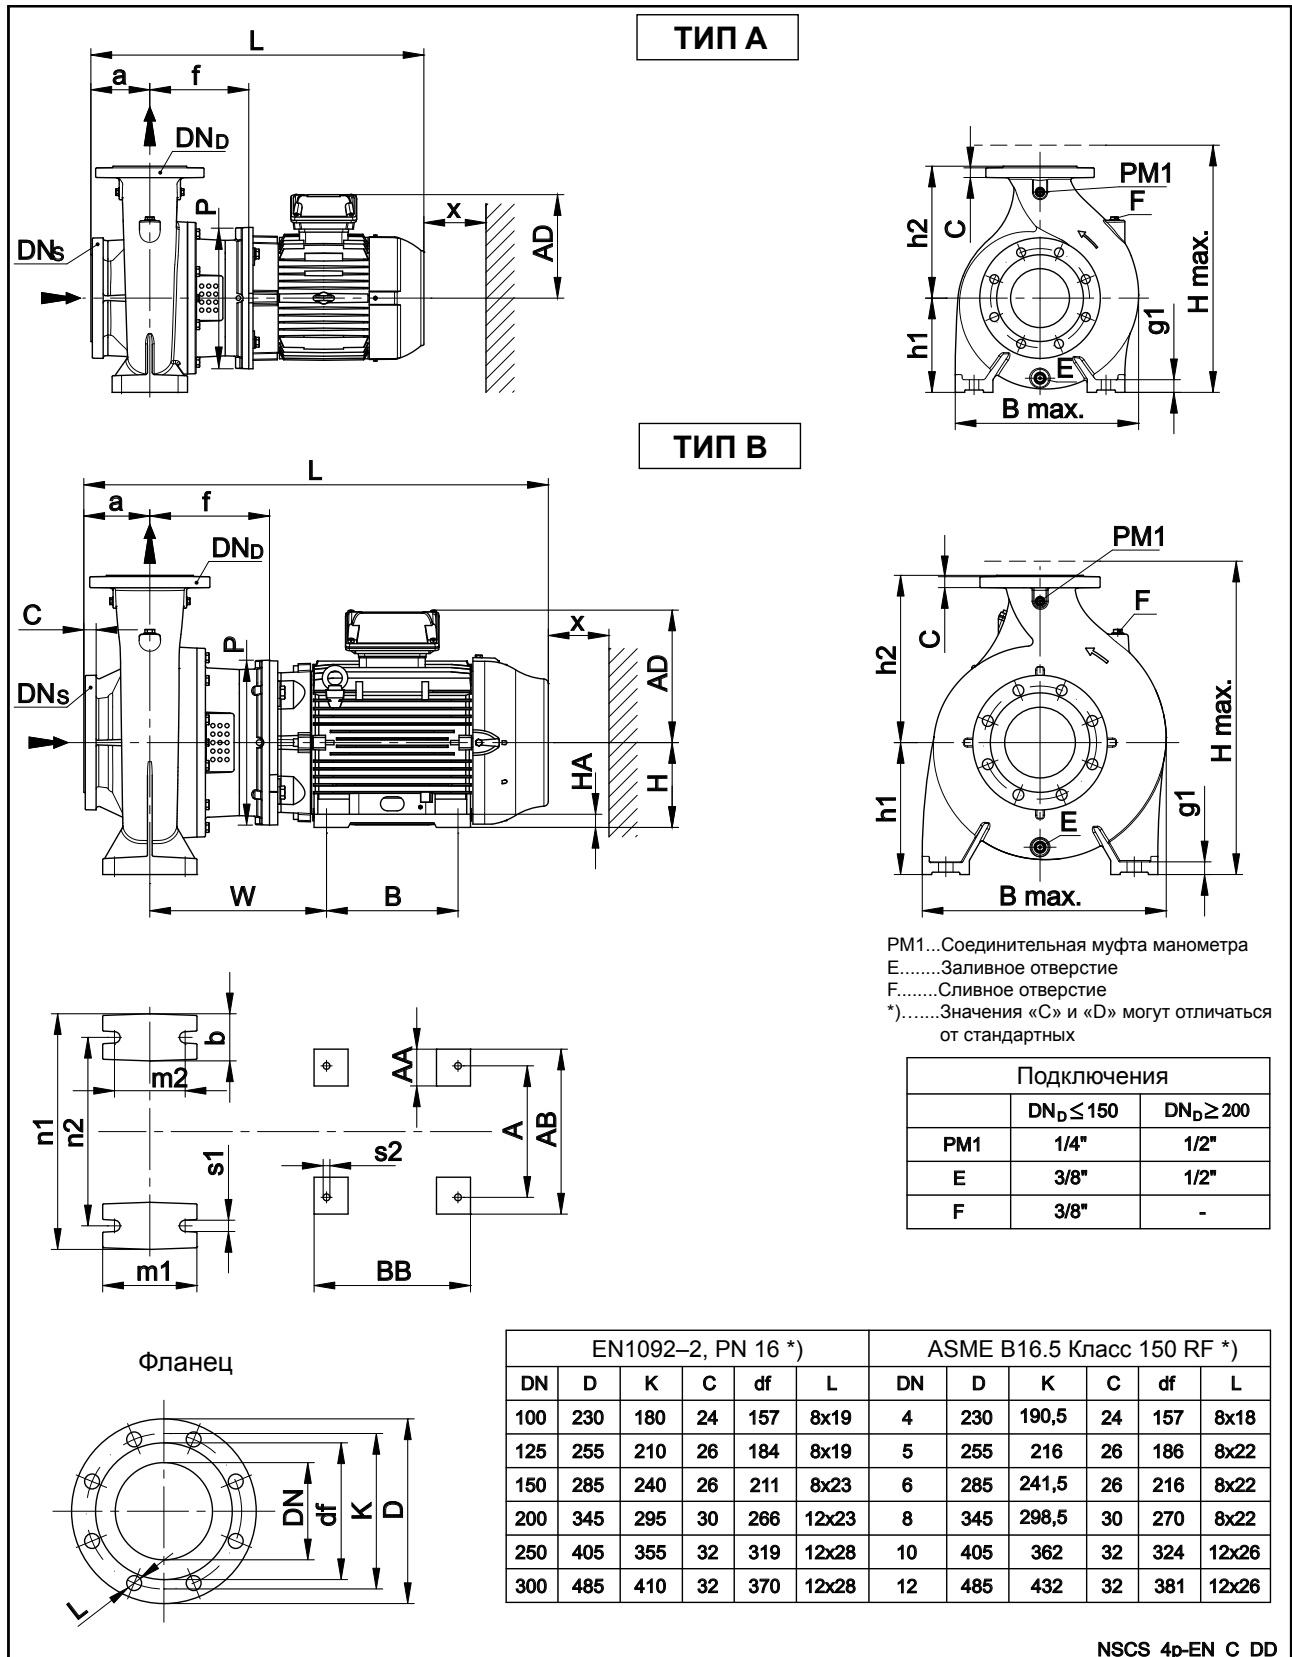 ТИП А
L
a
f
DND
P
x
AD
DNs
PM1
F
C
h2
H max.
h1
g1
E
B max.
ТИП В
L
a
f
DND
C
P
x
AD
DNs
HA
H
W
B
PM1
F
C
h2
H max.
h1
g1
E
B max.
PM1...Соединительная муфта манометра
E........Заливное отверстие
F........Сливное отверстие
*).......Значения «C» и «D» могут отличаться
от стандартных
b
m2
n1
n2
s1
m1
AA
A
AB
s2
BB
Подключения
DND≤150 DND≥200
PM1 1/4" 1/2"
E 3/8" 1/2"
F 3/8" -
Фланец
DN
df
K
D
L
EN1092–2, PN 16 *) ASME B16.5 Класс 150 RF *)
DN D K C df L DN D K C df L
100 230 180 24 157 8x19 4 230 190,5 24 157 8x18
125 255 210 26 184 8x19 5 255 216 26 186 8x22
150 285 240 26 211 8x23 6 285 241,5 26 216 8x22
200 345 295 30 266 12x23 8 345 298,5 30 270 8x22
250 405 355 32 319 12x28 10 405 362 32 324 12x26
300 485 410 32 370 12x28 12 485 432 32 381 12x26
NSCS_4p-EN_C_DD